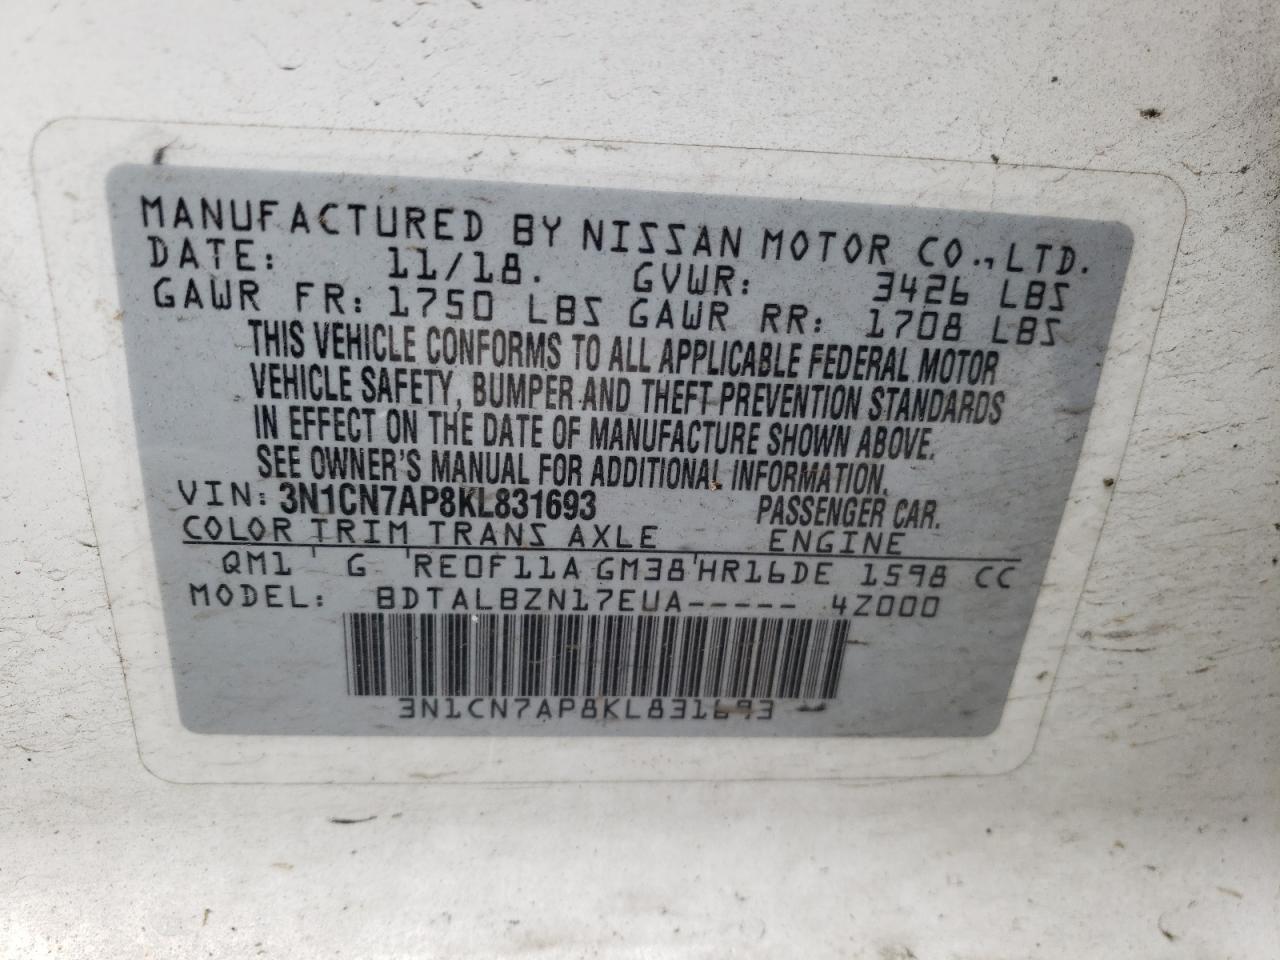 MANUFACTURED BY NISSAN MOTOR CO., LTD.
DATE: 11/18. GVWR: 3426 LBS
GAWR FR: 1750 LBS GAWR RR: 1708 LBS
THIS VEHICLE CONFORMS TO ALL APPLICABLE FEDERAL MOTOR
VEHICLE SAFETY, BUMPER AND THEFT PREVENTION STANDARDS
IN EFFECT ON THE DATE OF MANUFACTURE SHOWN ABOVE.
SEE OWNER'S MANUAL FOR ADDITIONAL INFORMATION.
VIN: 3N1CN7AP8KL831693 PASSENGER CAR.
COLOR TRIM TRANS AXLE ENGINE
QM1 ' G 'RE0F11A GM38'HR16DE 1598 CC
MODEL: BDTALBZN17EUA----- 4Z000
3N1CN7AP8KL831693